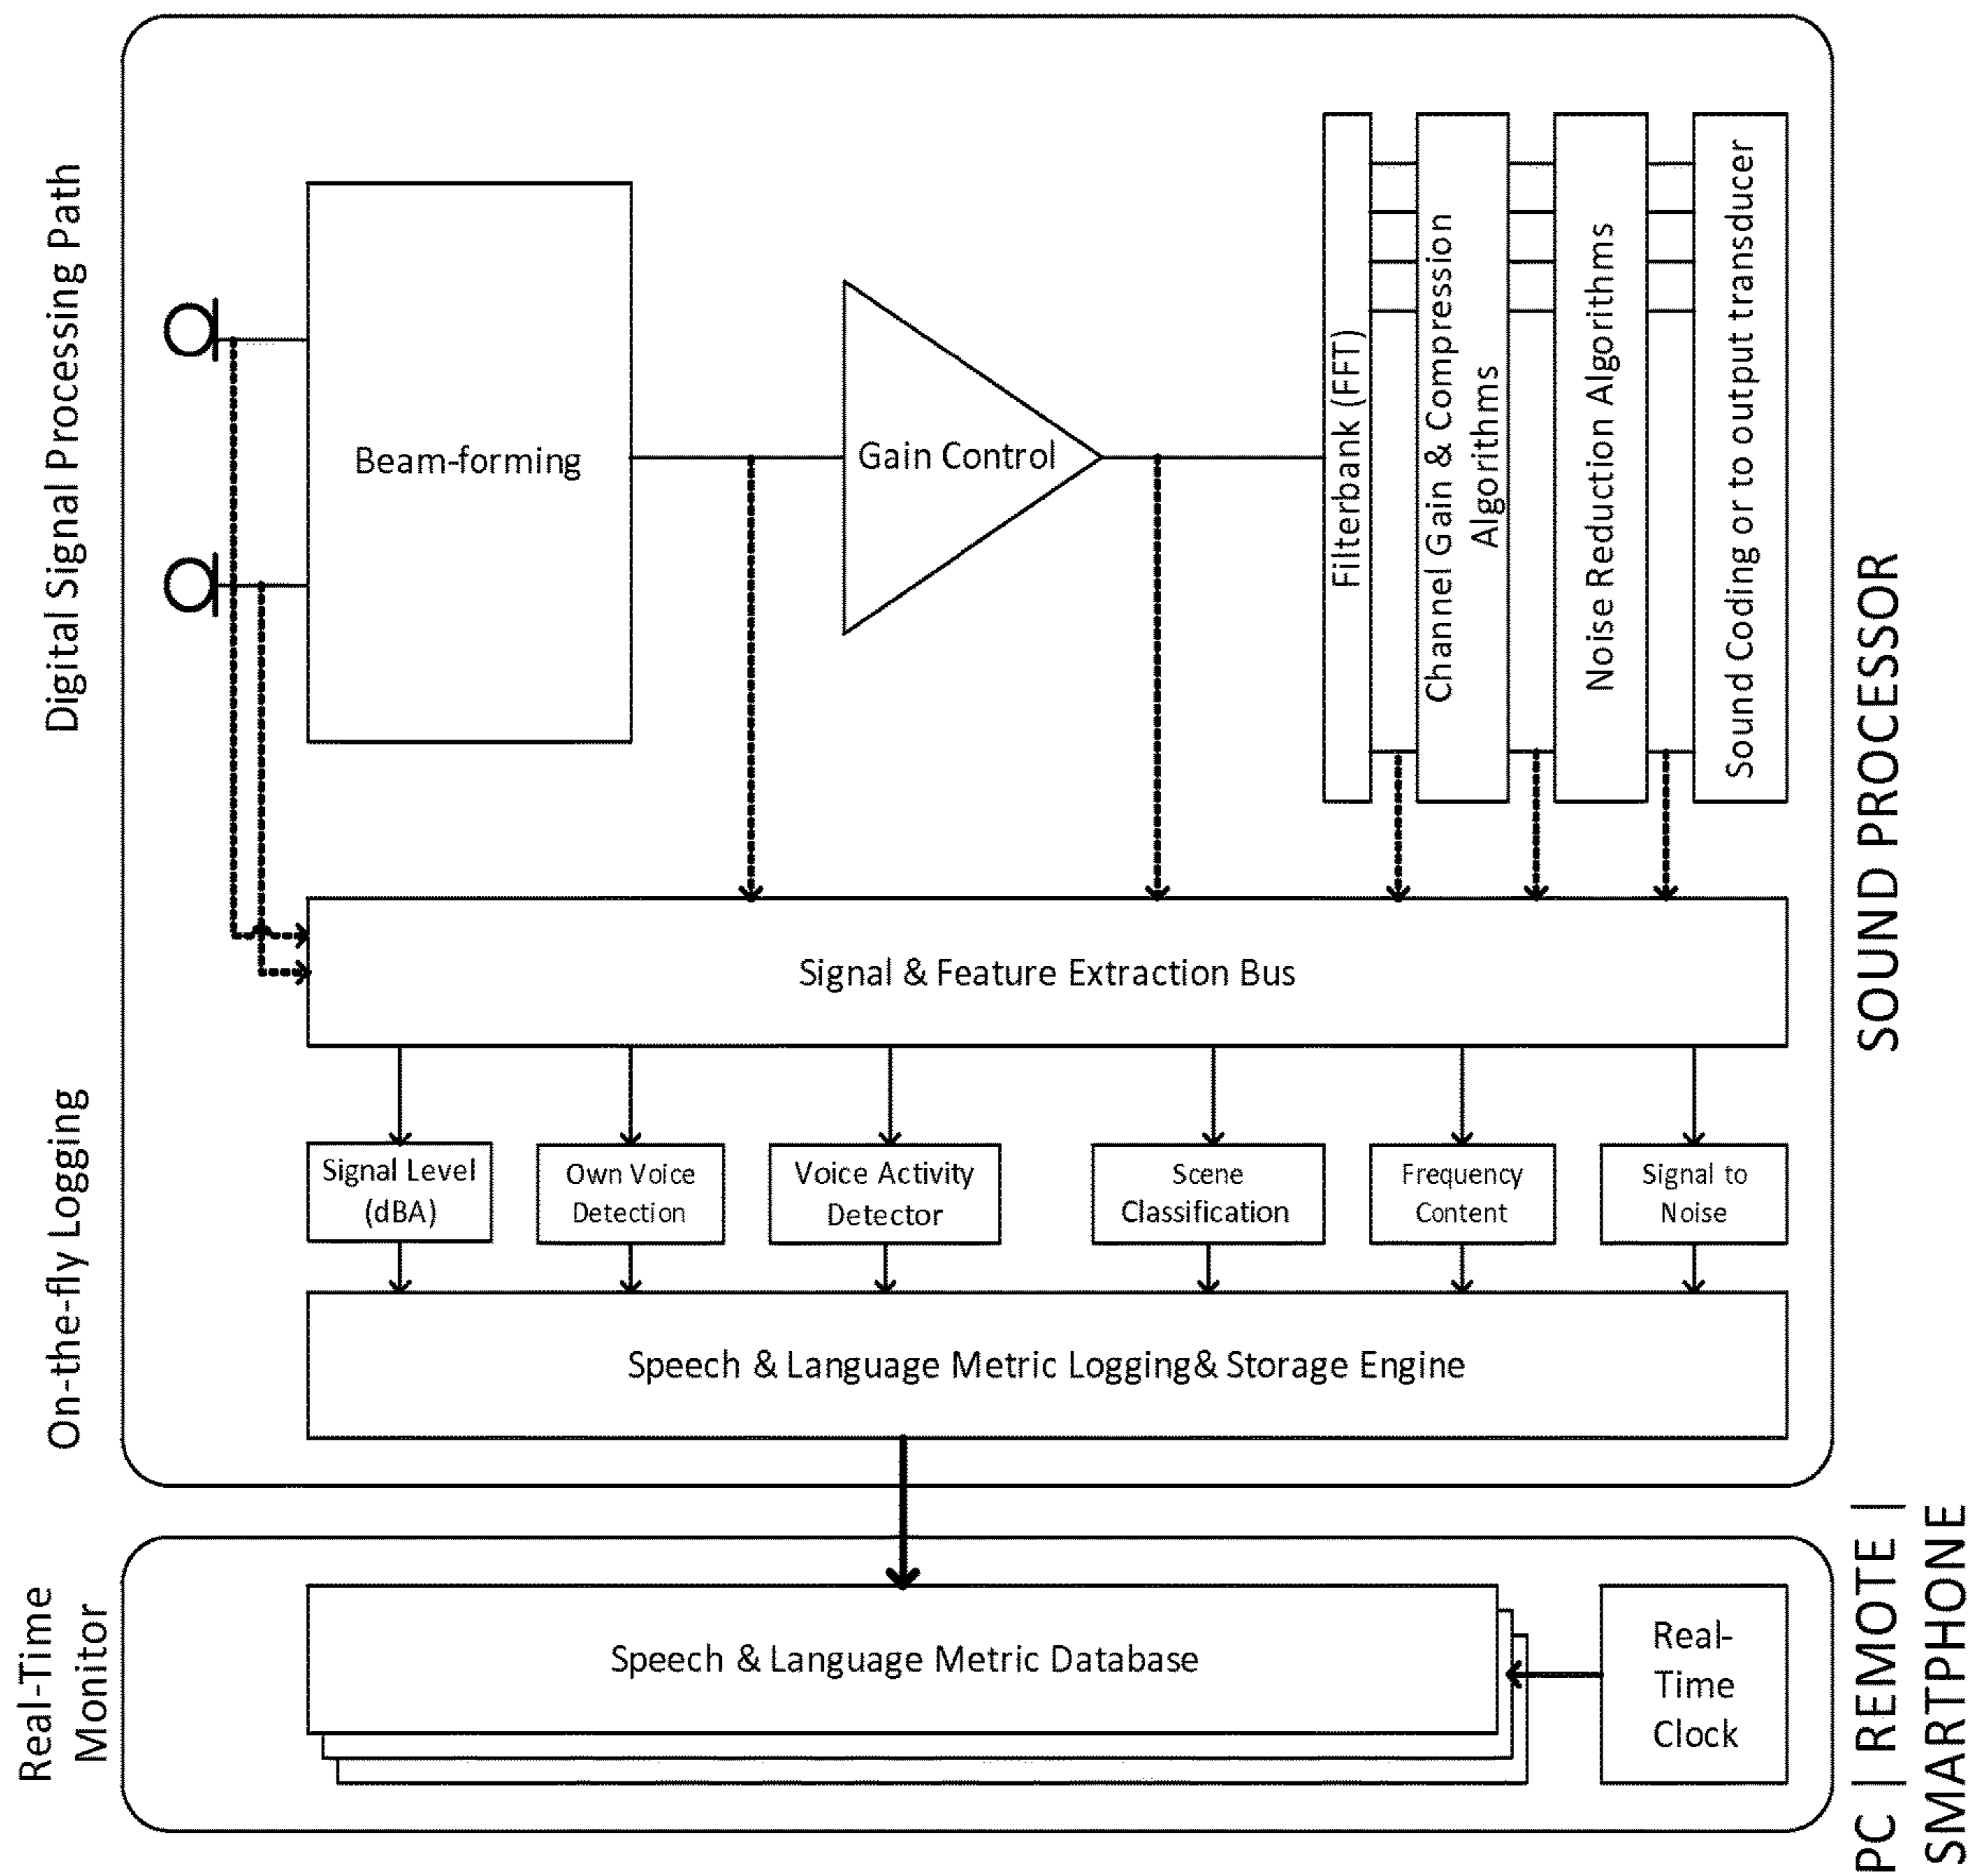 Digital Signal Processing Path
Beam-forming
Gain Control
Filterbank (FFT)
Channel Gain & Compression
Algorithms
Noise Reduction Algorithms
Sound Coding or to output transducer
SOUND PROCESSOR
Signal & Feature Extraction Bus
On-the-fly Logging
Signal Level
(dBA)
Own Voice
Detection
Voice Activity
Detector
Scene
Classification
Frequency
Content
Signal to
Noise
Speech & Language Metric Logging& Storage Engine
Real-Time
Monitor
Speech & Language Metric Database
Real-
Time
Clock
PC | REMOTE |
SMARTPHONE